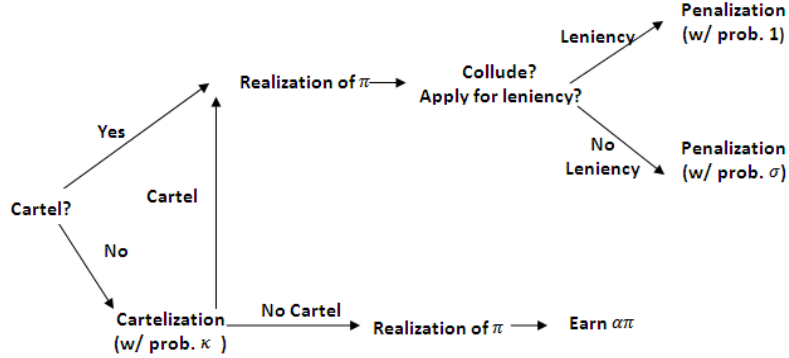 Penalization
(w/ prob. 1)
Leniency
Realization of π
Collude?
Apply for leniency?
Yes
No
Leniency
Penalization
(w/ prob. σ)
Cartel
Cartel?
No
Cartelization
(w/ prob. κ )
No Cartel
Realization of π
Earn απ